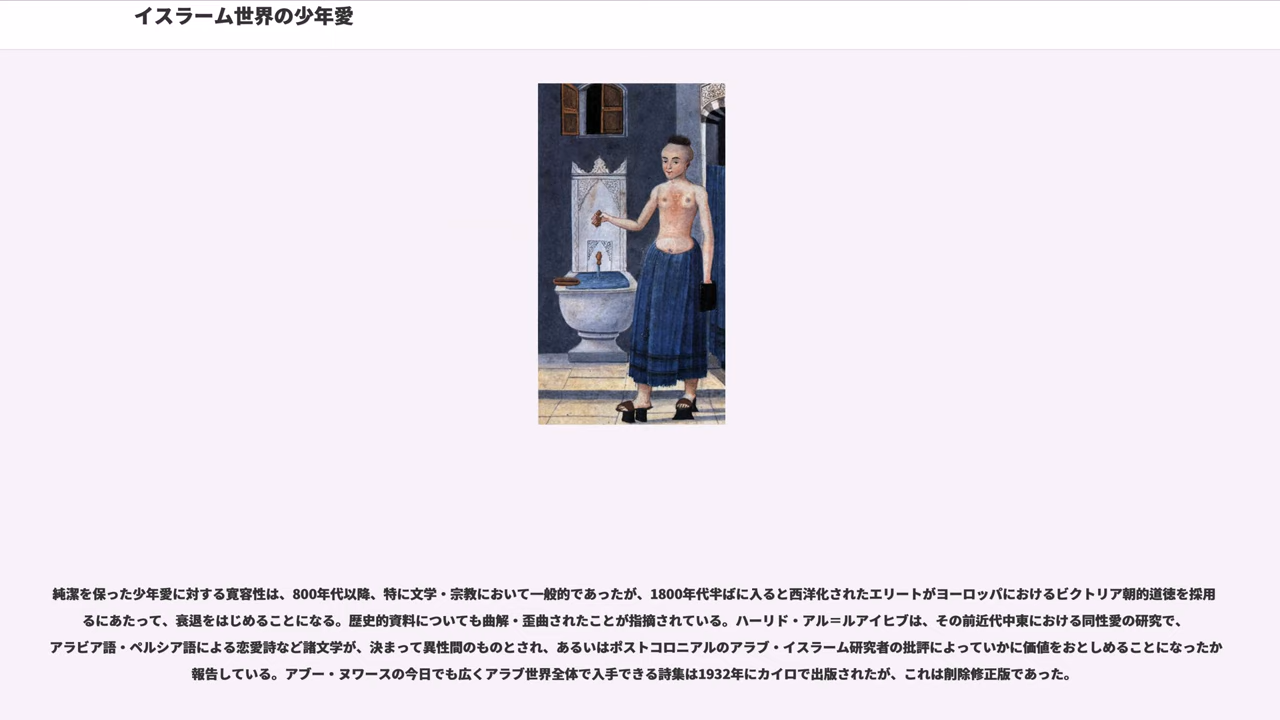 イスラーム世界の少年愛
純潔を保った少年愛に対する寛容性は、800年代以降、特に文学・宗教において一般的であったが、1800年代半ばに入ると西洋化されたエリートがヨーロッパにおけるビクトリア朝的道徳を採用
るにあたって、衰退をはじめることになる。歴史的資料についても曲解・歪曲されたことが指摘されている。ハーリド・アル＝ルアイヒブは、その前近代中東における同性愛の研究で、
アラビア語・ペルシア語による恋愛詩など諸文学が、決まって異性間のものとされ、あるいはポストコロニアルのアラブ・イスラーム研究者の批評によっていかに価値をおとしめることになったか
報告している。アブー・ヌワースの今日でも広くアラブ世界全体で入手できる詩集は1932年にカイロで出版されたが、これは削除修正版であった。